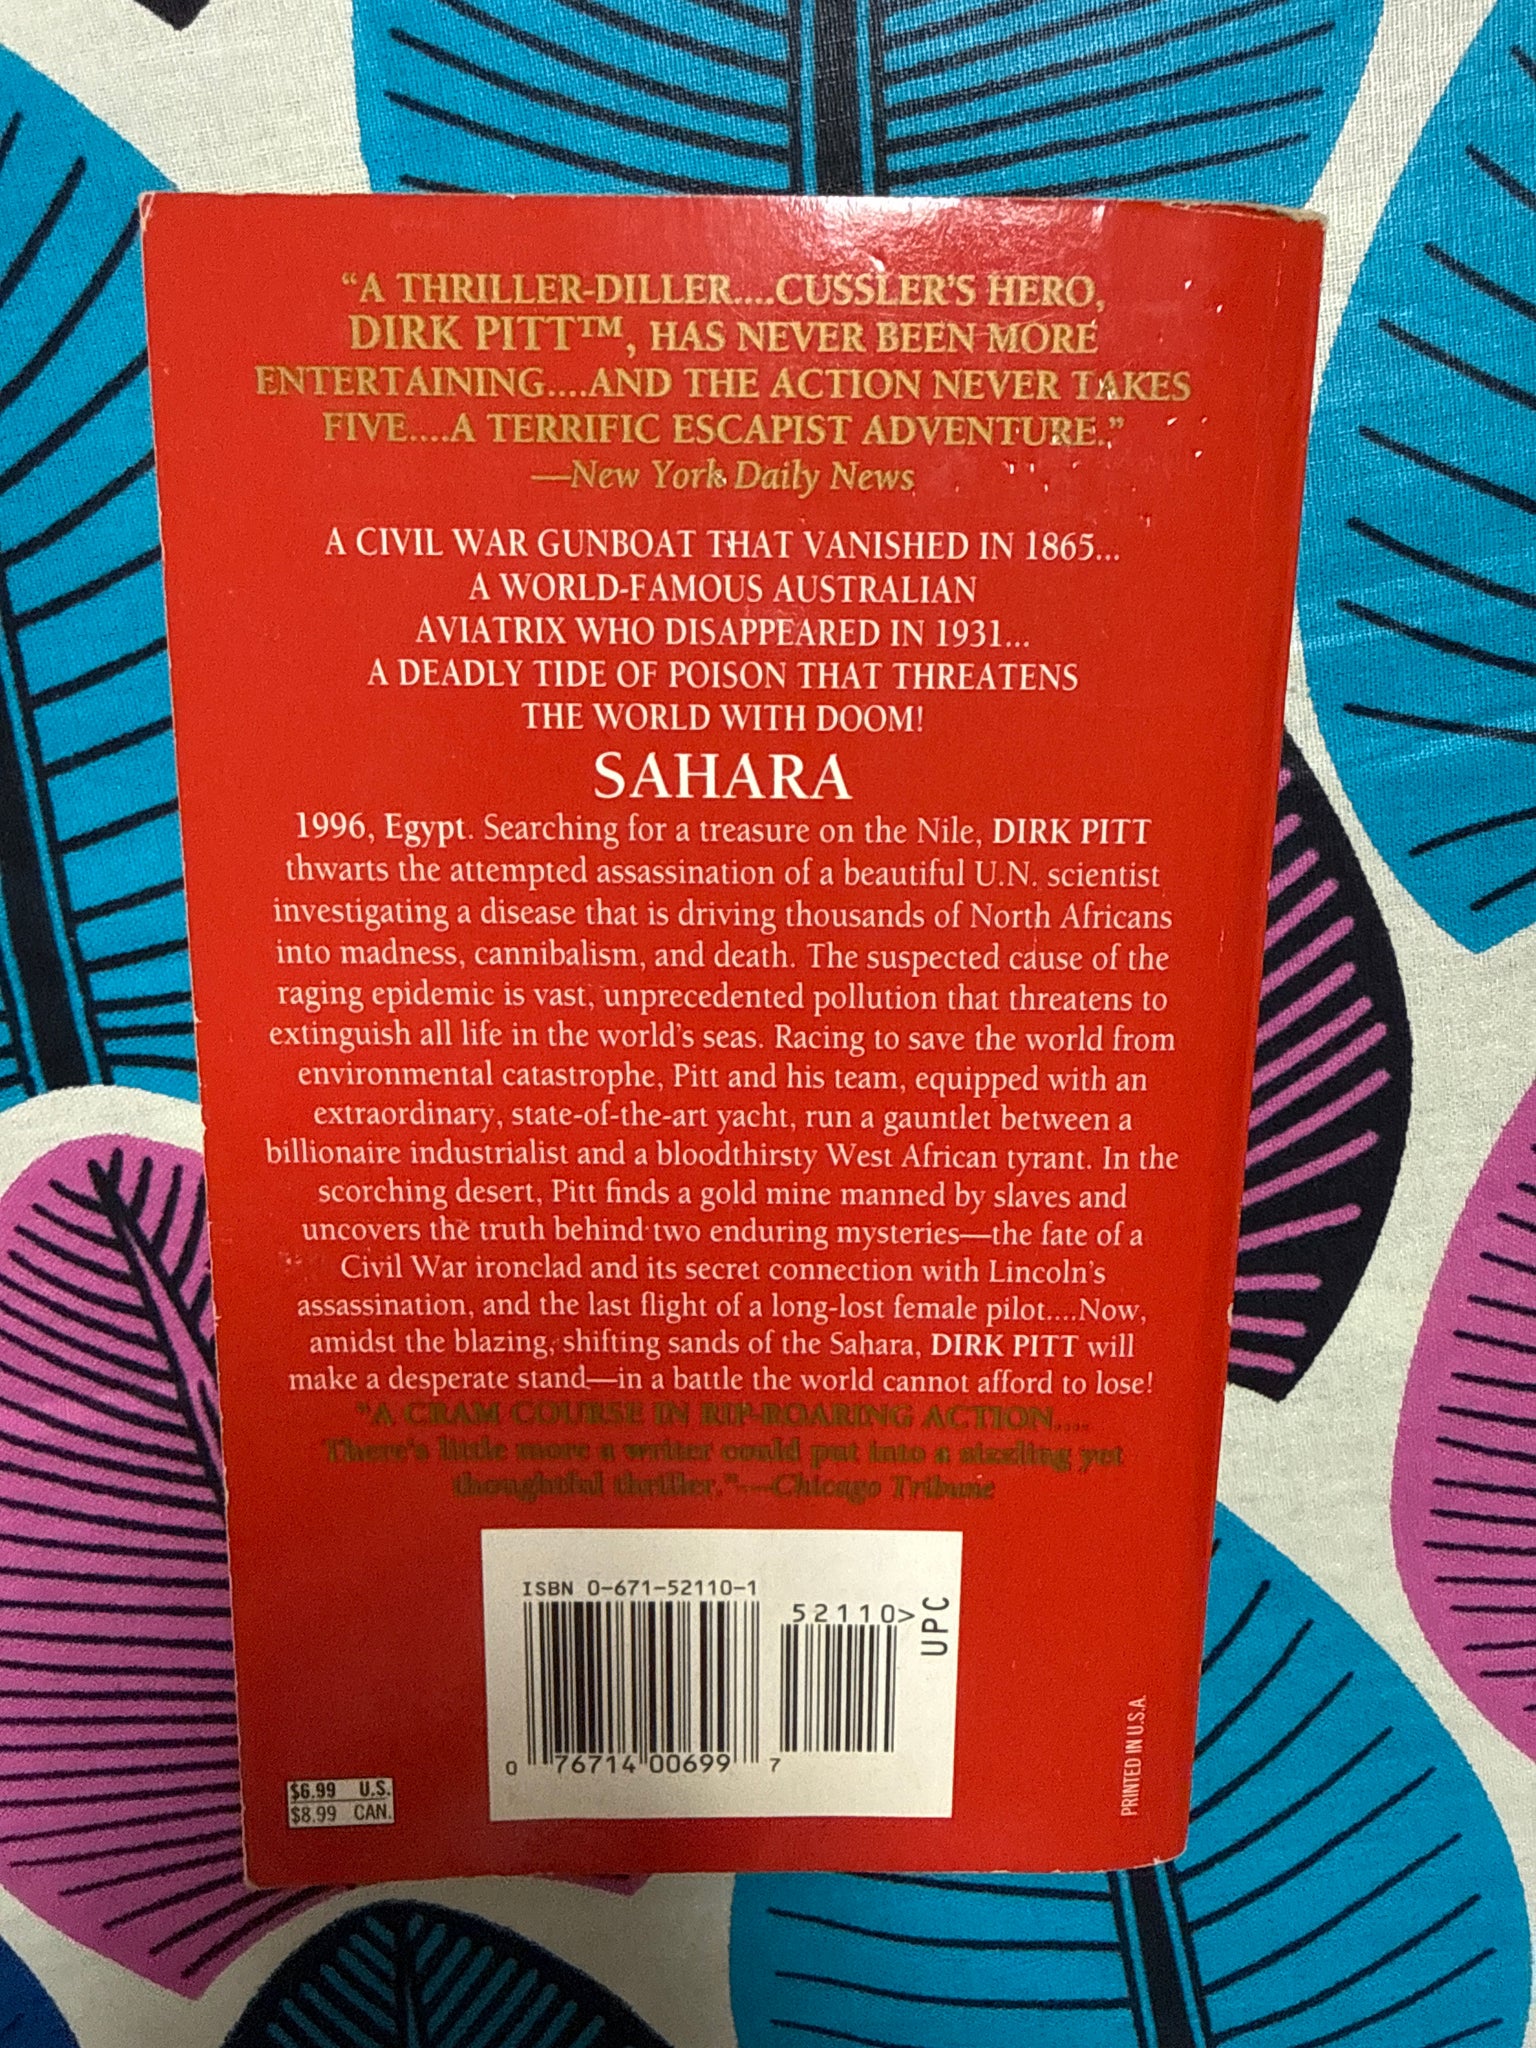 “A THRILLER-DILLER....CUSSLER’S HERO,
DIRK PITT™, HAS NEVER BEEN MORE
ENTERTAINING....AND THE ACTION NEVER TAKES
FIVE....A TERRIFIC ESCAPIST ADVENTURE.”
—New York Daily News
A CIVIL WAR GUNBOAT THAT VANISHED IN 1865...
A WORLD-FAMOUS AUSTRALIAN
AVIATRIX WHO DISAPPEARED IN 1931...
A DEADLY TIDE OF POISON THAT THREATENS
THE WORLD WITH DOOM!
SAHARA
1996, Egypt. Searching for a treasure on the Nile, DIRK PITT
thwarts the attempted assassination of a beautiful U.N. scientist
investigating a disease that is driving thousands of North Africans
into madness, cannibalism, and death. The suspected cause of the
raging epidemic is vast, unprecedented pollution that threatens to
extinguish all life in the world’s seas. Racing to save the world from
environmental catastrophe, Pitt and his team, equipped with an
extraordinary, state-of-the-art yacht, run a gauntlet between a
billionaire industrialist and a bloodthirsty West African tyrant. In the
scorching desert, Pitt finds a gold mine manned by slaves and
uncovers the truth behind two enduring mysteries—the fate of a
Civil War ironclad and its secret connection with Lincoln’s
assassination, and the last flight of a long-lost female pilot....Now,
amidst the blazing, shifting sands of the Sahara, DIRK PITT will
make a desperate stand—in a battle the world cannot afford to lose!
"A CRAM COURSE IN RIP-ROARING ACTION....
There's little more a writer could put into a sizzling yet
thoughtful thriller."—Chicago Tribune
ISBN 0-671-52110-1
52110>
UPC
0 76714 00699 7
$6.99 U.S.
$8.99 CAN.
PRINTED IN U.S.A.